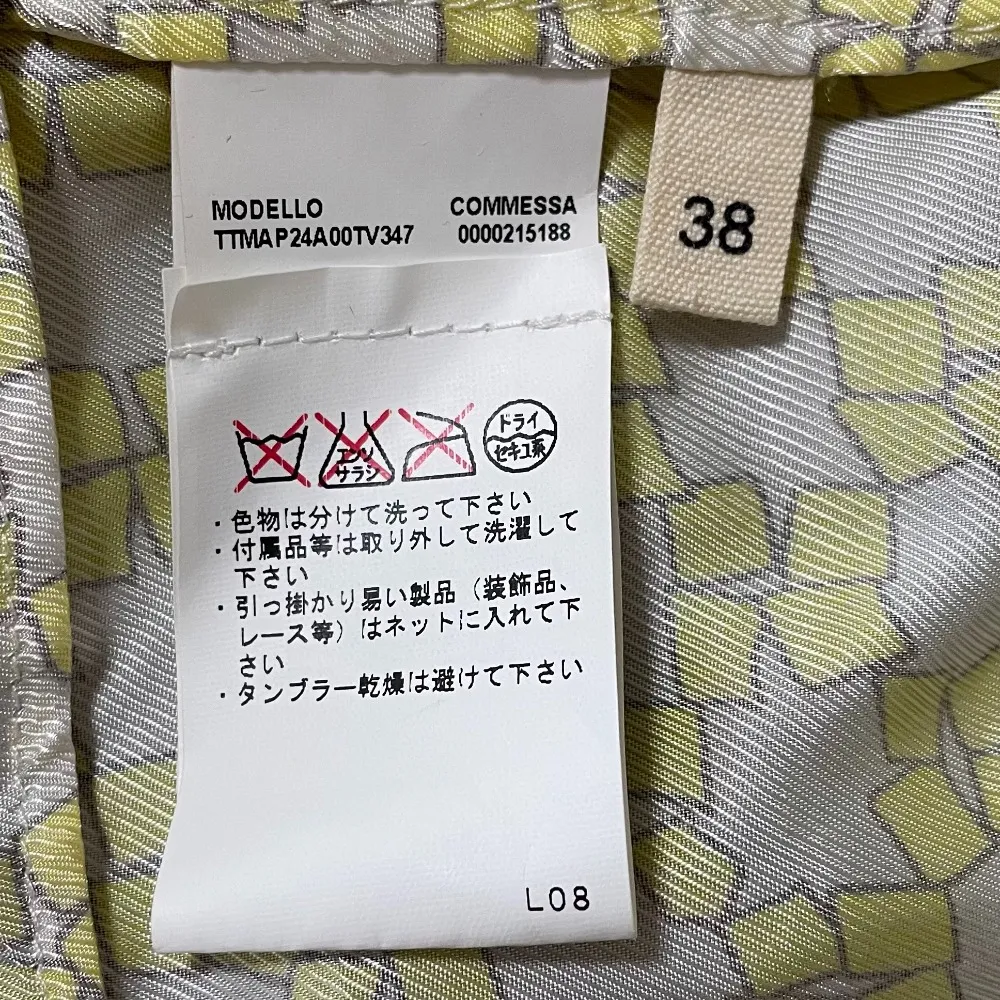 MODELLO COMMESSA
TTMAP24A00TV347 0000215188
38
エンソ
サラシ
ドライ
セキユ系
・色物は分けて洗って下さい
・付属品等は取り外して洗濯して
下さい
・引っ掛かり易い製品（装飾品、
レース等）はネットに入れて下
さい
・タンブラー乾燥は避けて下さい
L08